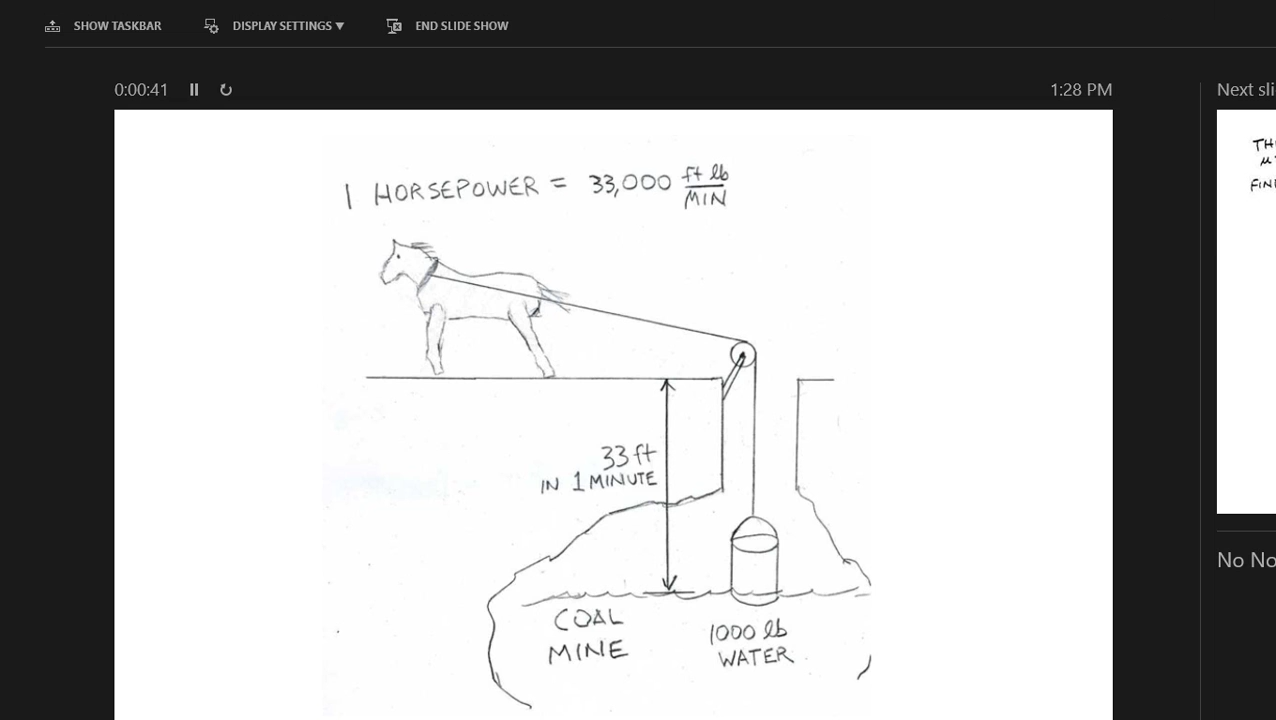 SHOW TASKBAR
DISPLAY SETTINGS
END SLIDE SHOW
0:00:41
1:28 PM
Next sli
1 HORSEPOWER = 33,000 ft lb
MIN
33 ft
IN 1 MINUTE
COAL
MINE
1000 lb
WATER
No No